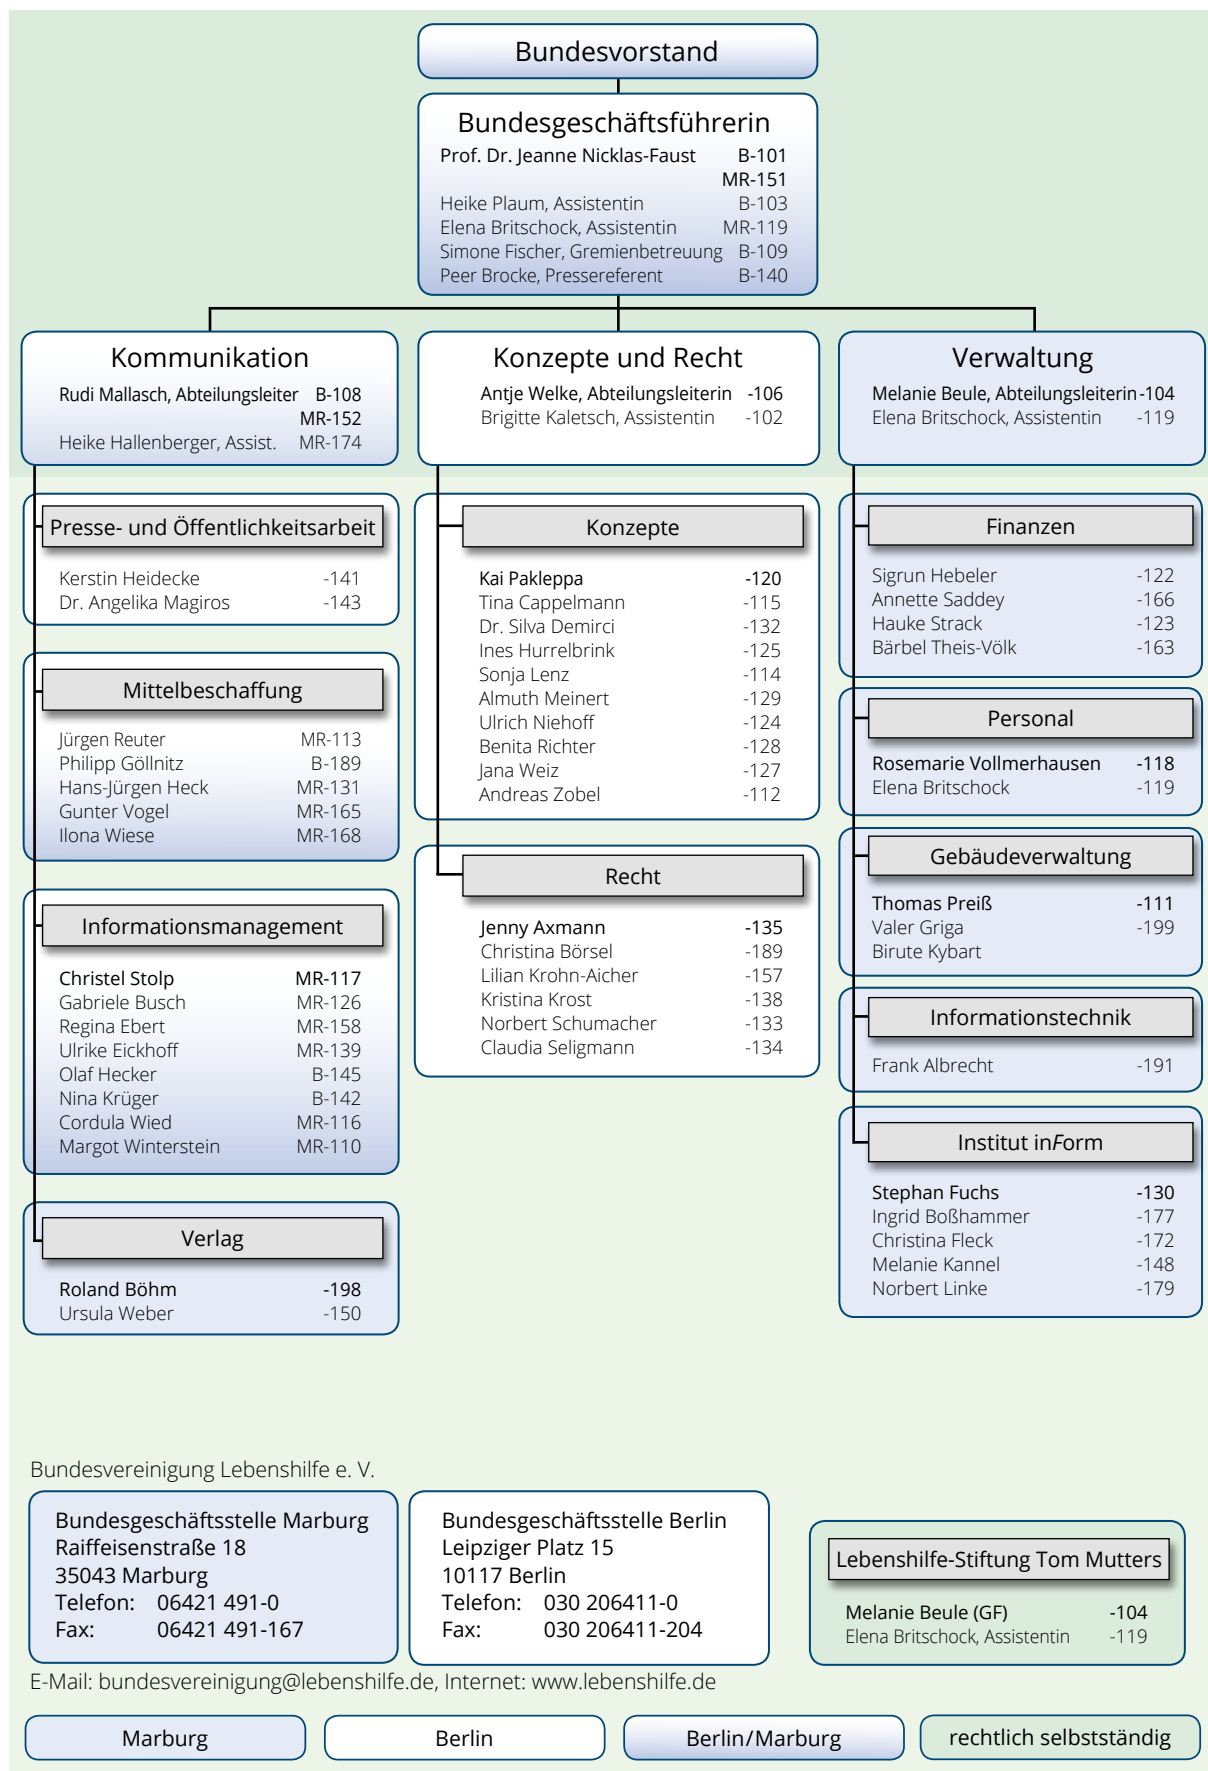 Bundesvorstand
Bundesgeschäftsführerin
Prof. Dr. Jeanne Nicklas-Faust B-101
MR-151
Heike Plaum, Assistentin B-103
Elena Britschock, Assistentin MR-119
Simone Fischer, Gremienbetreuung B-109
Peer Brocke, Pressereferent B-140
Kommunikation
Rudi Mallasch, Abteilungsleiter B-108
MR-152
Heike Hallenberger, Assist. MR-174
Presse- und Öffentlichkeitsarbeit
Kerstin Heidecke -141
Dr. Angelika Magiros -143
Mittelbeschaffung
Jürgen Reuter MR-113
Philipp Göllnitz B-189
Hans-Jürgen Heck MR-131
Gunter Vogel MR-165
Ilona Wiese MR-168
Informationsmanagement
Christel Stolp MR-117
Gabriele Busch MR-126
Regina Ebert MR-158
Ulrike Eickhoff MR-139
Olaf Hecker B-145
Nina Krüger B-142
Cordula Wied MR-116
Margot Winterstein MR-110
Verlag
Roland Böhm -198
Ursula Weber -150
Konzepte und Recht
Antje Welke, Abteilungsleiterin -106
Brigitte Kaletsch, Assistentin -102
Konzepte
Kai Pakleppa -120
Tina Cappelmann -115
Dr. Silva Demirci -132
Ines Hurrelbrink -125
Sonja Lenz -114
Almuth Meinert -129
Ulrich Niehoff -124
Benita Richter -128
Jana Weiz -127
Andreas Zobel -112
Recht
Jenny Axmann -135
Christina Börsel -189
Lilian Krohn-Aicher -157
Kristina Krost -138
Norbert Schumacher -133
Claudia Seligmann -134
Verwaltung
Melanie Beule, Abteilungsleiterin -104
Elena Britschock, Assistentin -119
Finanzen
Sigrun Hebeler -122
Annette Saddey -166
Hauke Strack -123
Bärbel Theis-Völk -163
Personal
Rosemarie Vollmerhausen -118
Elena Britschock -119
Gebäudeverwaltung
Thomas Preiß -111
Valer Griga -199
Birute Kybart
Informationstechnik
Frank Albrecht -191
Institut inForm
Stephan Fuchs -130
Ingrid Boßhammer -177
Christina Fleck -172
Melanie Kannel -148
Norbert Linke -179
Bundesvereinigung Lebenshilfe e. V.
Bundesgeschäftsstelle Marburg
Raiffeisenstraße 18
35043 Marburg
Telefon: 06421 491-0
Fax: 06421 491-167
Bundesgeschäftsstelle Berlin
Leipziger Platz 15
10117 Berlin
Telefon: 030 206411-0
Fax: 030 206411-204
Lebenshilfe-Stiftung Tom Mutters
Melanie Beule (GF) -104
Elena Britschock, Assistentin -119
E-Mail: bundesvereinigung@lebenshilfe.de, Internet: www.lebenshilfe.de
Marburg
Berlin
Berlin/Marburg
rechtlich selbstständig